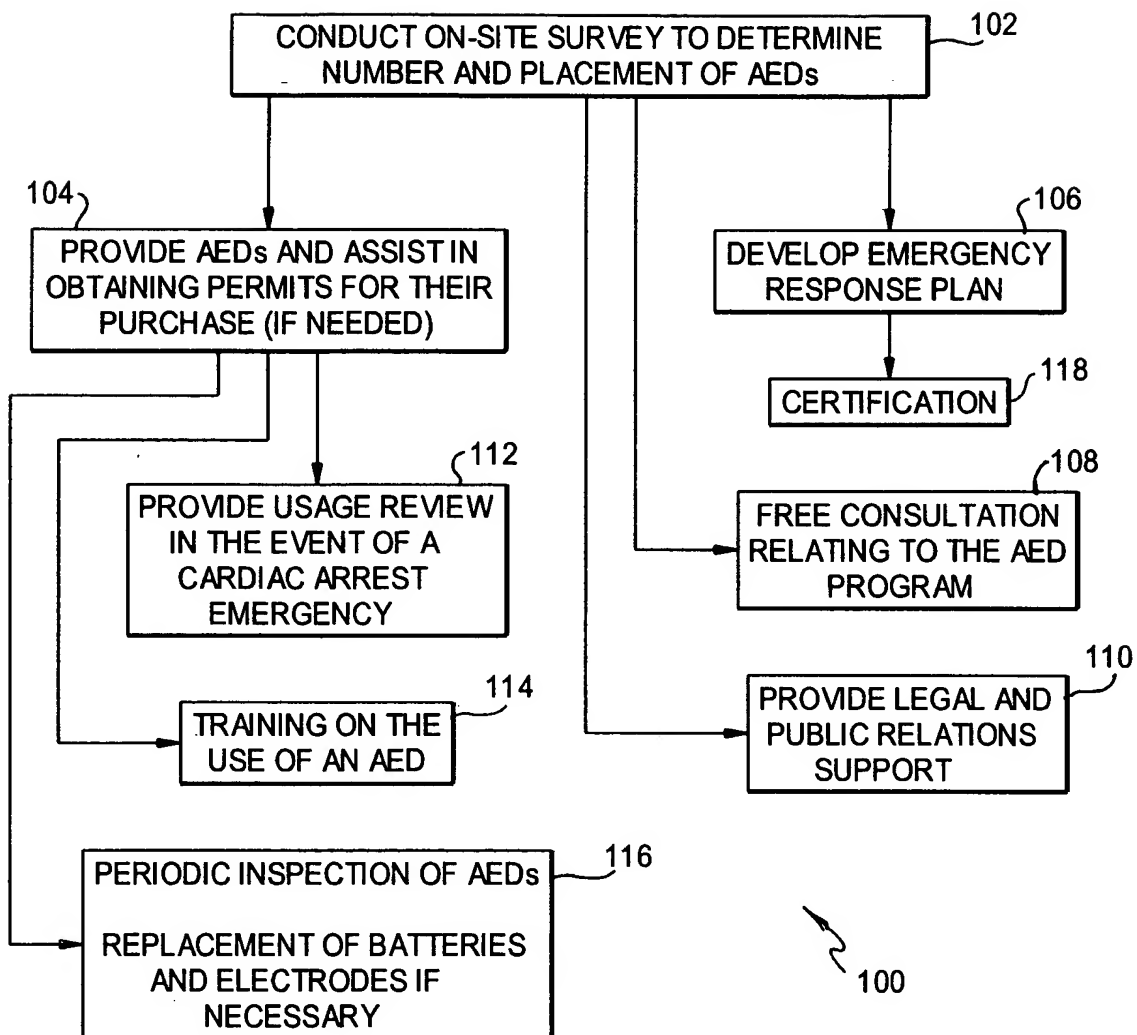 CONDUCT ON-SITE SURVEY TO DETERMINE
NUMBER AND PLACEMENT OF AEDs
102
104
PROVIDE AEDs AND ASSIST IN
OBTAINING PERMITS FOR THEIR
PURCHASE (IF NEEDED)
106
DEVELOP EMERGENCY
RESPONSE PLAN
118
CERTIFICATION
112
PROVIDE USAGE REVIEW
IN THE EVENT OF A
CARDIAC ARREST
EMERGENCY
108
FREE CONSULTATION
RELATING TO THE AED
PROGRAM
114
TRAINING ON THE
USE OF AN AED
110
PROVIDE LEGAL AND
PUBLIC RELATIONS
SUPPORT
116
PERIODIC INSPECTION OF AEDs
REPLACEMENT OF BATTERIES
AND ELECTRODES IF
NECESSARY
100